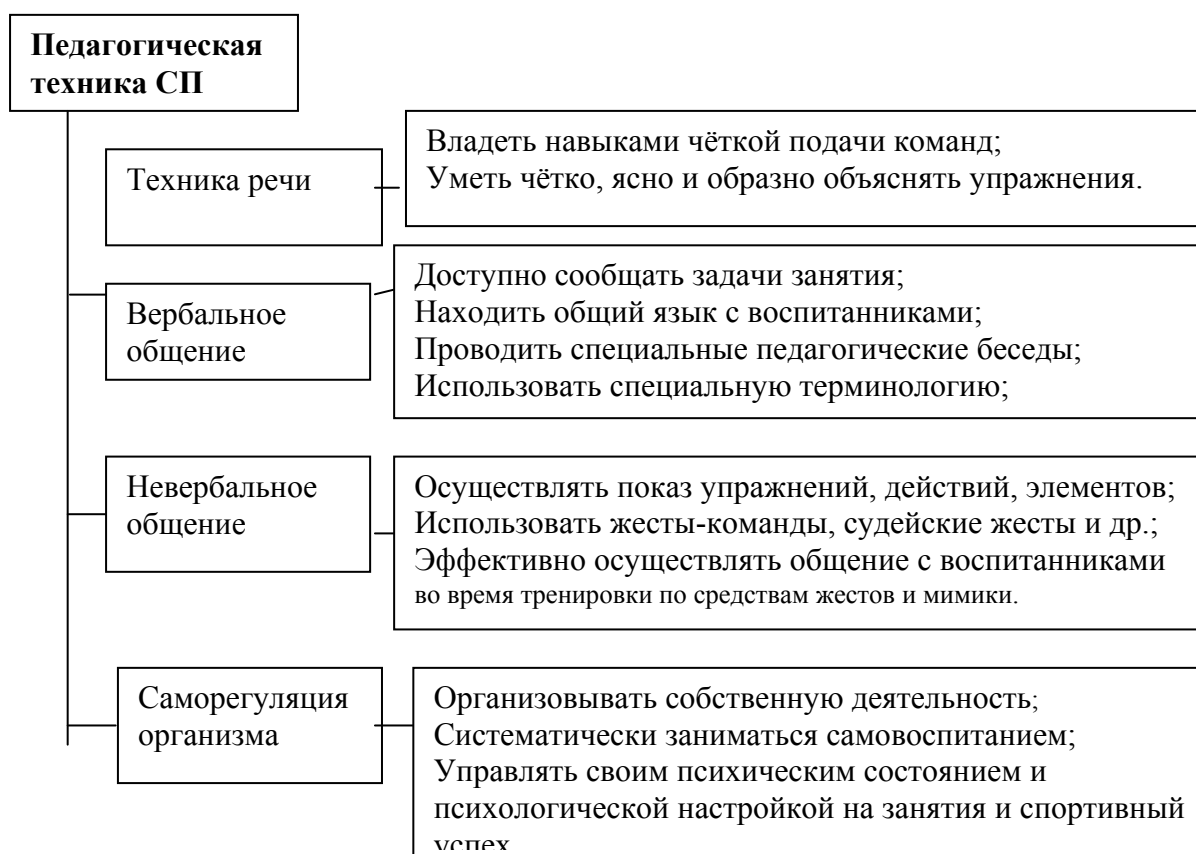 Педагогическая
техника СП
Техника речи
Владеть навыками чёткой подачи команд;
Уметь чётко, ясно и образно объяснять упражнения.
Вербальное
общение
Доступно сообщать задачи занятия;
Находить общий язык с воспитанниками;
Проводить специальные педагогические беседы;
Использовать специальную терминологию;
Невербальное
общение
Осуществлять показ упражнений, действий, элементов;
Использовать жесты-команды, судейские жесты и др.;
Эффективно осуществлять общение с воспитанниками
во время тренировки по средствам жестов и мимики.
Саморегуляция
организма
Организовывать собственную деятельность;
Систематически заниматься самовоспитанием;
Управлять своим психическим состоянием и
психологической настройкой на занятия и спортивный
успех